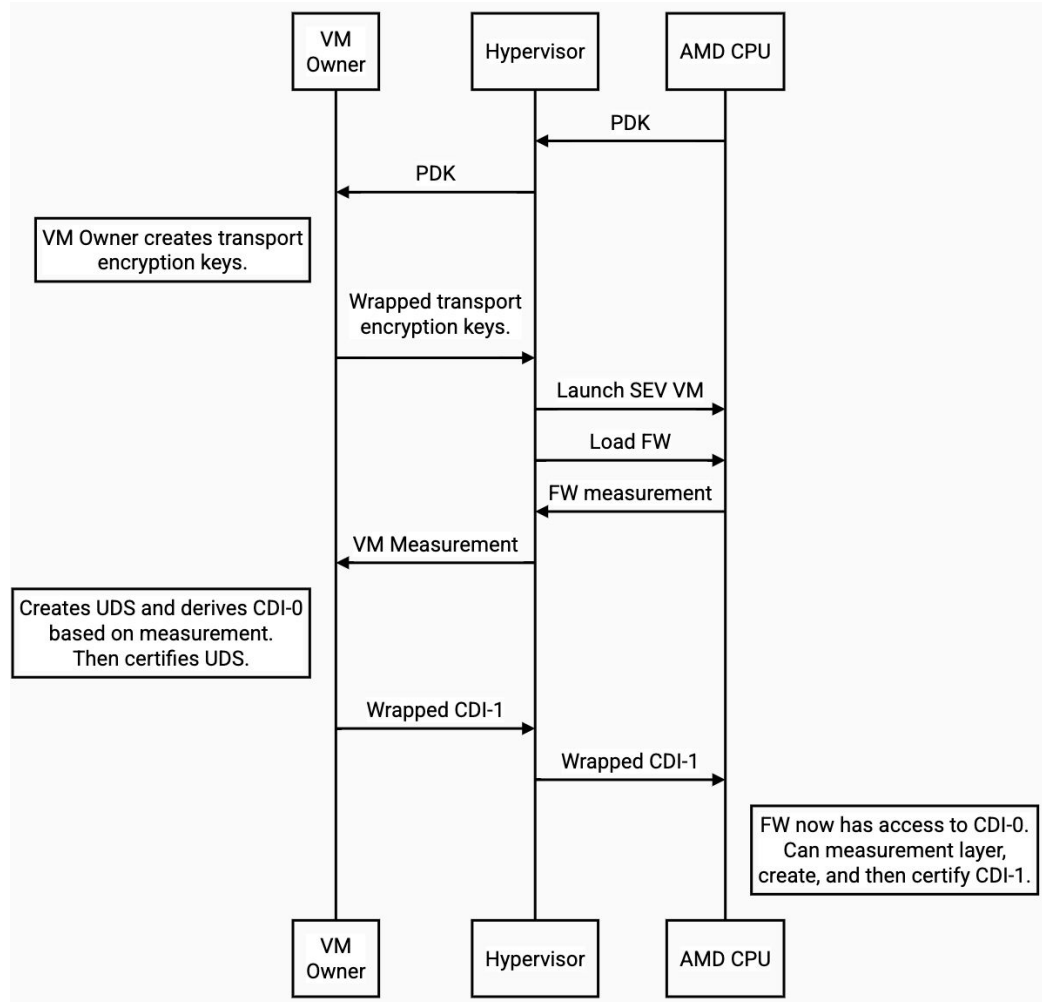 VM
Owner
Hypervisor
AMD CPU
PDK
PDK
VM Owner creates transport
encryption keys.
Wrapped transport
encryption keys.
Launch SEV VM
Load FW
FW measurement
VM Measurement
Creates UDS and derives CDI-0
based on measurement.
Then certifies UDS.
Wrapped CDI-1
Wrapped CDI-1
FW now has access to CDI-0.
Can measurement layer,
create, and then certify CDI-1.
VM
Owner
Hypervisor
AMD CPU